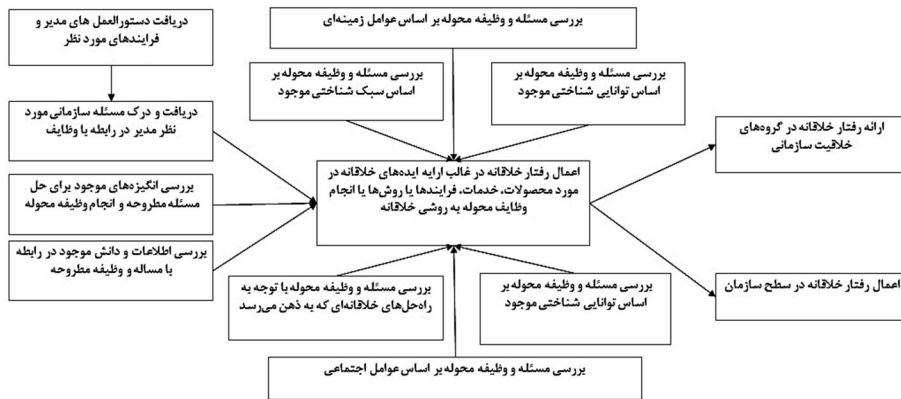 دریافت دستورالعمل های مدیر و
فرایندهای مورد نظر
بررسی مسئله و وظیفه محوله بر اساس عوامل زمینه‌ای
بررسی مسئله و وظیفه محوله بر
اساس سبک شناختی موجود
بررسی مسئله و وظیفه محوله بر
اساس توانایی شناختی موجود
دریافت و درک مسئله سازمانی مورد
نظر مدیر در رابطه با وظایف
ارائه رفتار خلاقانه در گروه‌های
خلاقیت سازمانی
بررسی انگیزه‌های موجود برای حل
مسئله مطروحه و انجام وظیفه محوله
اعمال رفتار خلاقانه در غالب ارایه ایده‌های خلاقانه در
مورد محصولات، خدمات، فرایندها یا روش‌ها یا انجام
وظایف محوله به روشی خلاقانه
بررسی اطلاعات و دانش موجود در رابطه
با مساله و وظیفه مطروحه
بررسی مسئله و وظیفه محوله با توجه به
راه‌حل‌های خلاقانه‌ای که به ذهن می‌رسد
بررسی مسئله و وظیفه محوله بر
اساس توانایی شناختی موجود
اعمال رفتار خلاقانه در سطح سازمان
بررسی مسئله و وظیفه محوله بر اساس عوامل اجتماعی